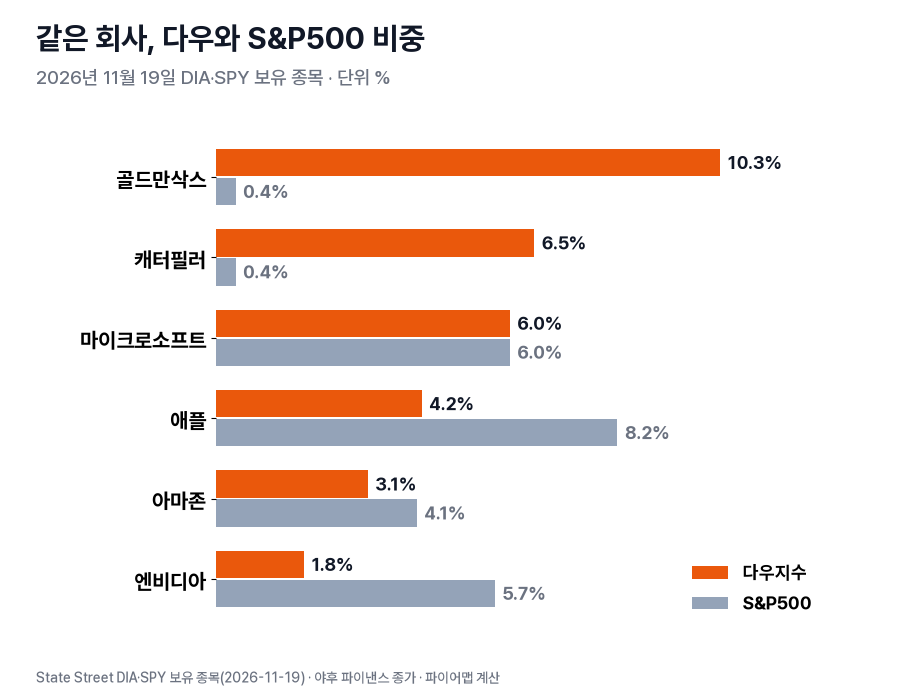 같은 회사, 다우와 S&P500 비중
2026년 11월 19일 DIA·SPY 보유 종목 · 단위 %
골드만삭스
10.3%
0.4%
캐터필러
6.5%
0.4%
마이크로소프트
6.0%
6.0%
애플
4.2%
8.2%
아마존
3.1%
4.1%
엔비디아
1.8%
5.7%
다우지수
S&P500
State Street DIA·SPY 보유 종목(2026-11-19) · 야후 파이낸스 종가 · 파이어맵 계산